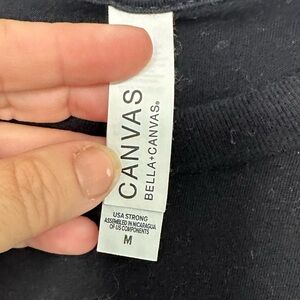 CANVAS
BELLA+CANVAS®
USA STRONG
ASSEMBLED IN NICARAGUA
OF US COMPONENTS
M